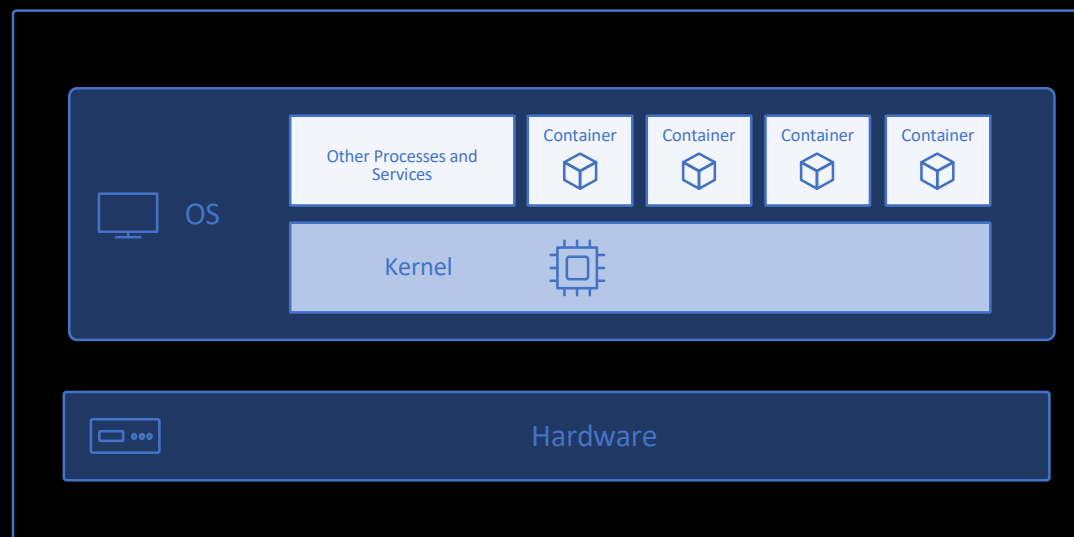 Other Processes and
Services
Container
Container
Container
Container
OS
Kernel
Hardware